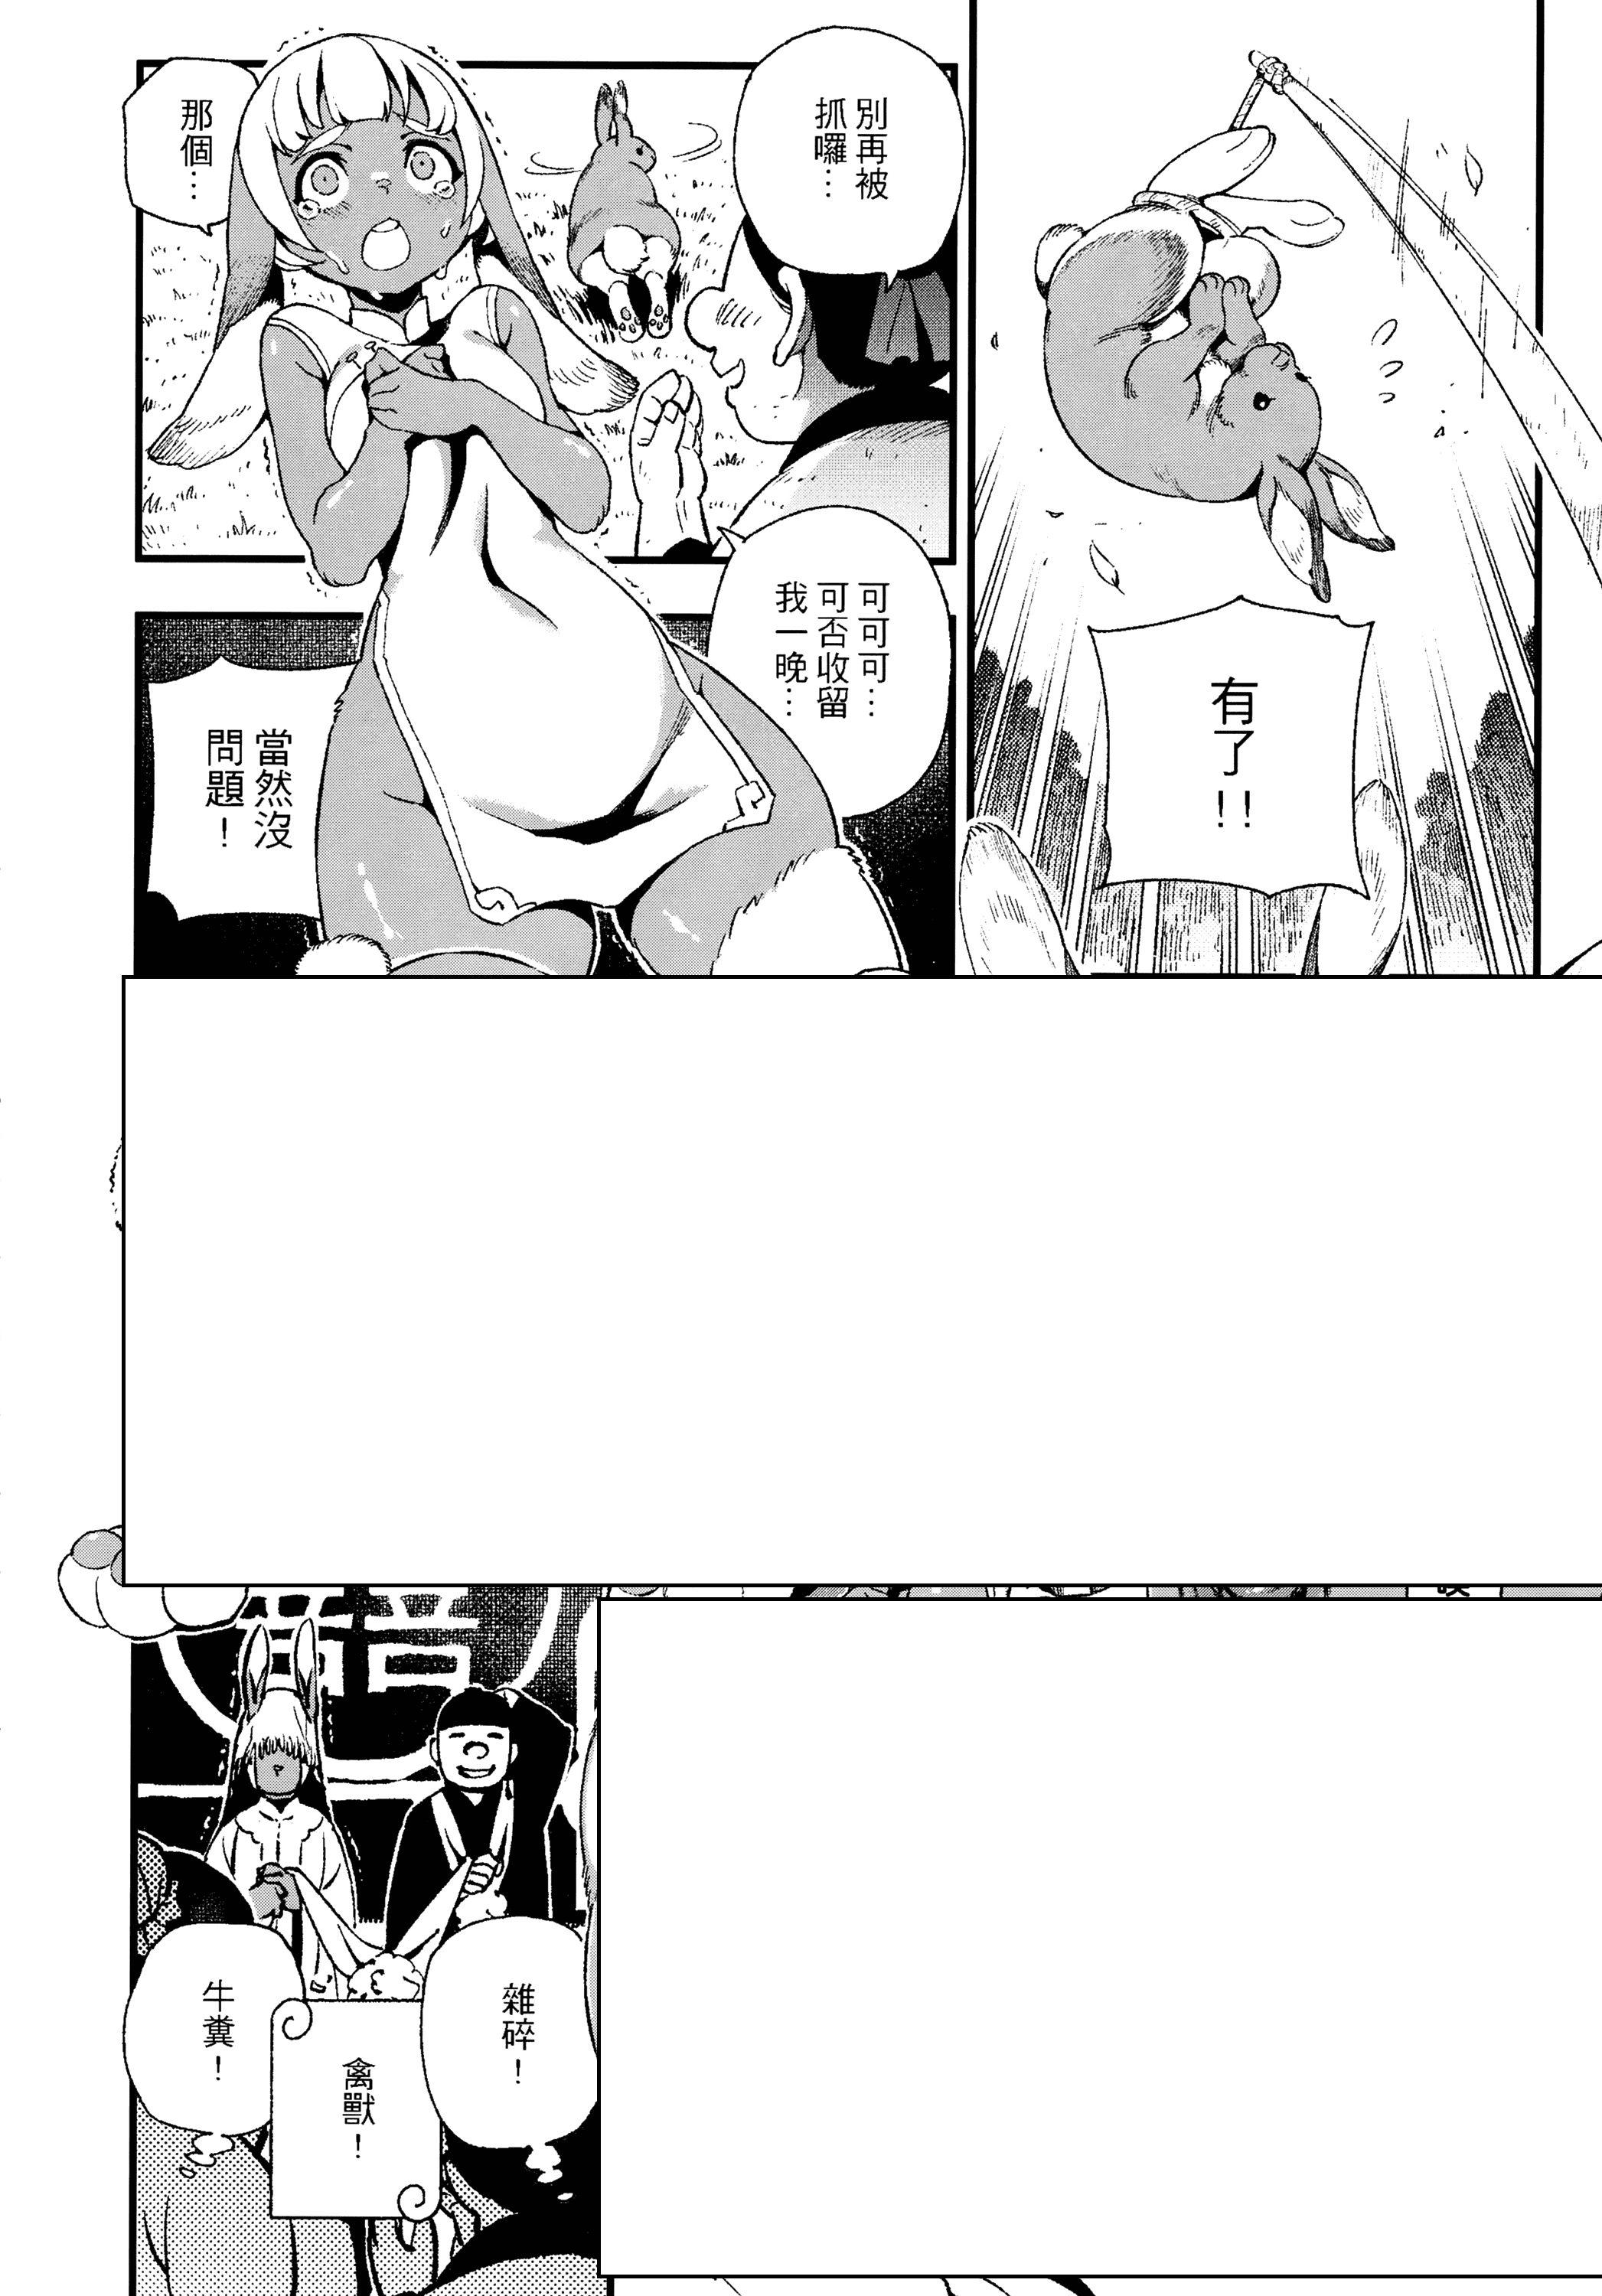 有了!!
別再被
抓囉…
那個…
可可可…
可否收留
我一晚…
當然沒
問題!
雜碎!
禽獸!
牛糞!